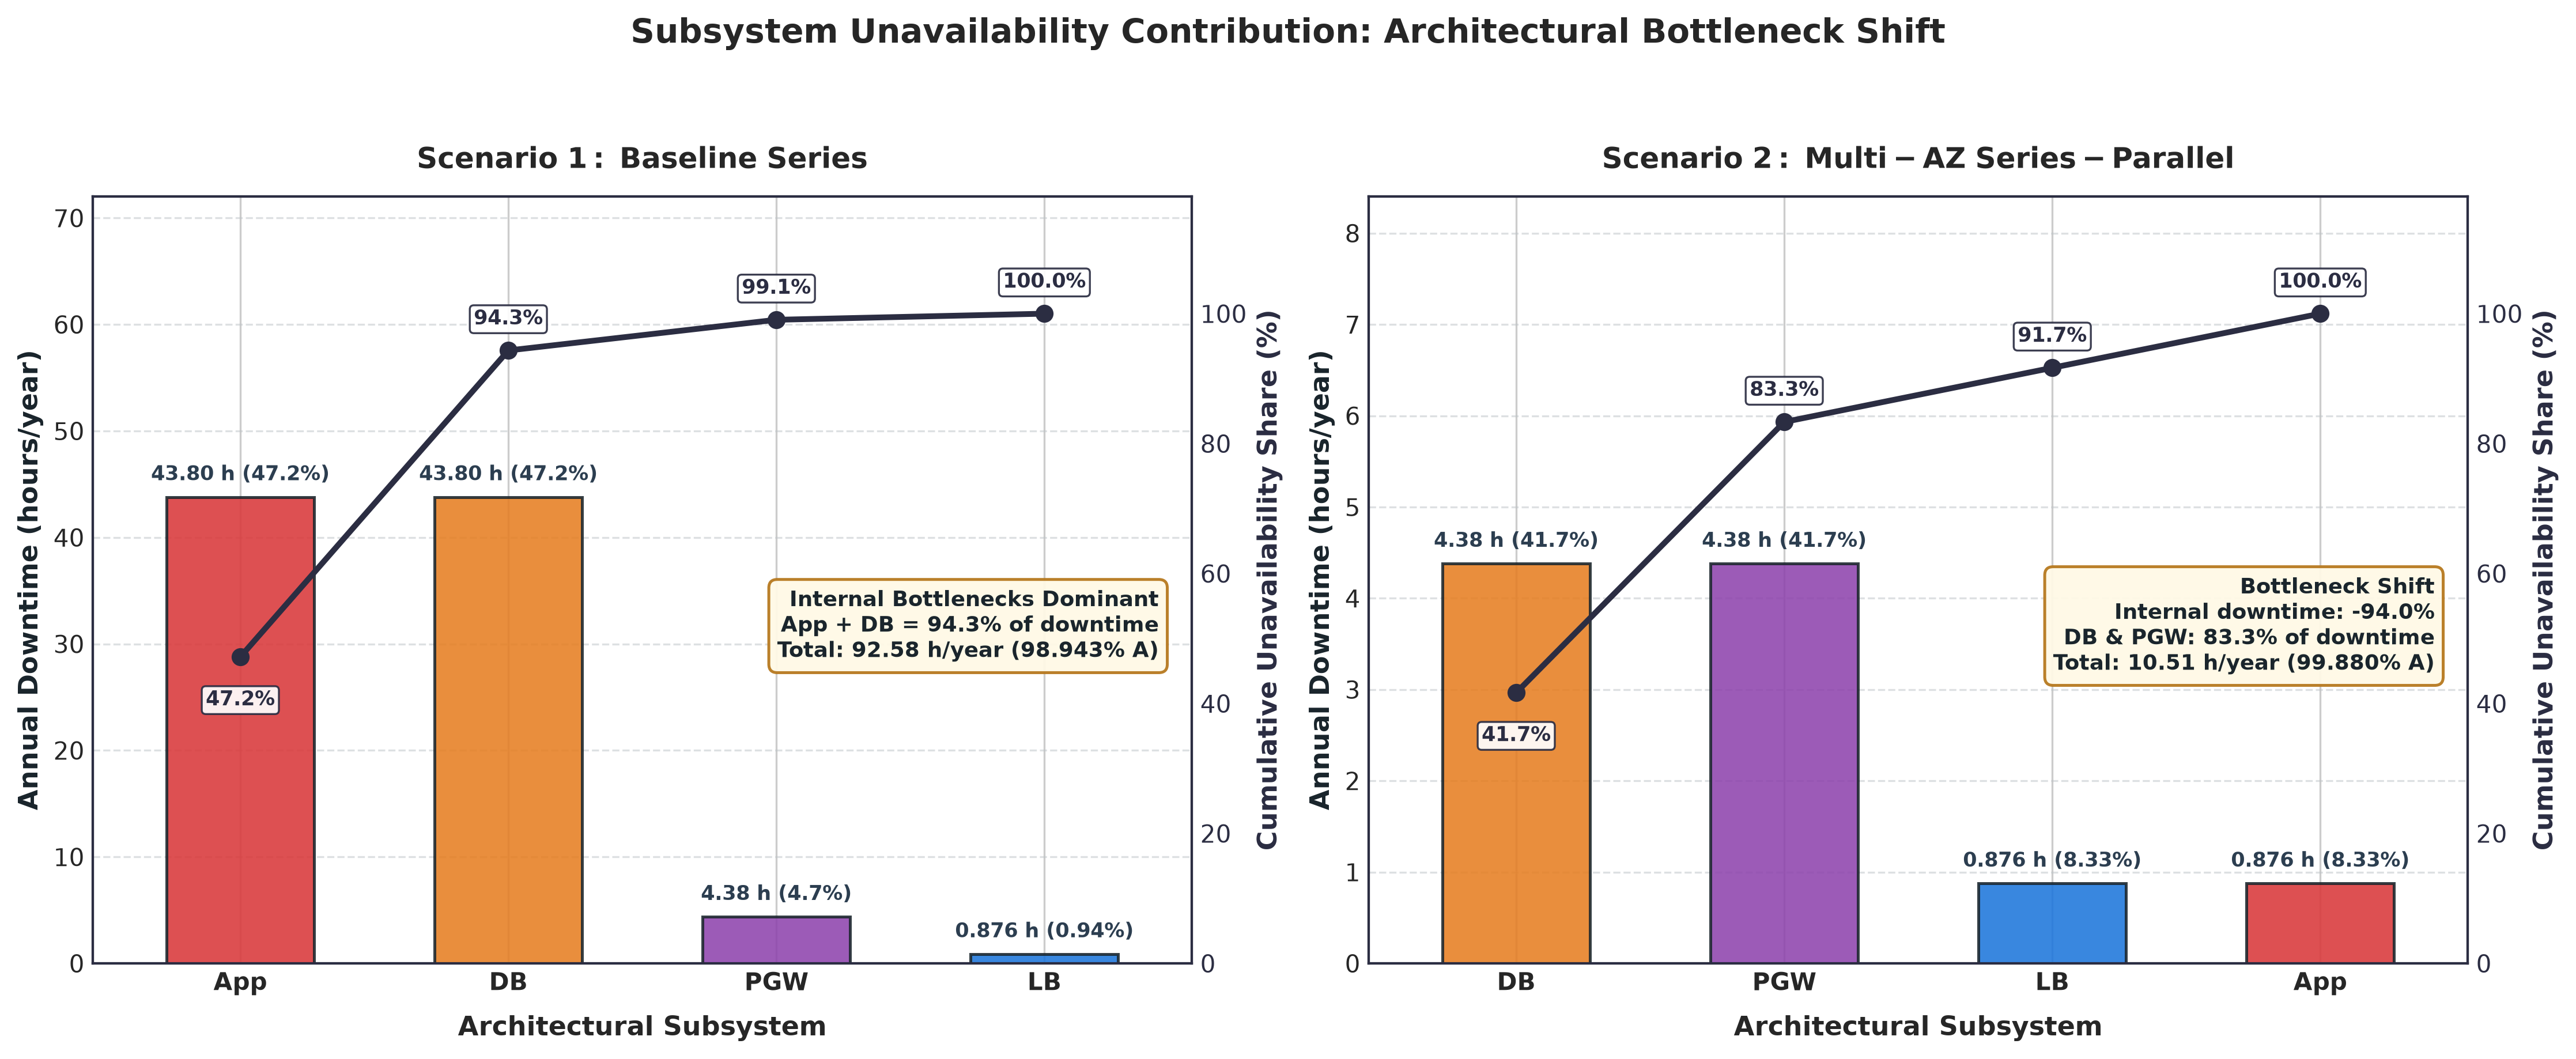 Subsystem Unavailability Contribution: Architectural Bottleneck Shift
Scenario 1: Baseline Series
Annual Downtime (hours/year)
70
60
50
40
30
20
10
0
100.0%
99.1%
94.3%
47.2%
43.80 h (47.2%)
43.80 h (47.2%)
4.38 h (4.7%)
0.876 h (0.94%)
Internal Bottlenecks Dominant
App + DB = 94.3% of downtime
Total: 92.58 h/year (98.943% A)
100
80
60
40
20
0
Cumulative Unavailability Share (%)
App
DB
PGW
LB
Architectural Subsystem
Scenario 2: Multi−AZ Series−Parallel
Annual Downtime (hours/year)
8
7
6
5
4
3
2
1
0
100.0%
91.7%
83.3%
41.7%
4.38 h (41.7%)
4.38 h (41.7%)
0.876 h (8.33%)
0.876 h (8.33%)
Bottleneck Shift
Internal downtime: -94.0%
DB & PGW: 83.3% of downtime
Total: 10.51 h/year (99.880% A)
100
80
60
40
20
0
Cumulative Unavailability Share (%)
DB
PGW
LB
App
Architectural Subsystem